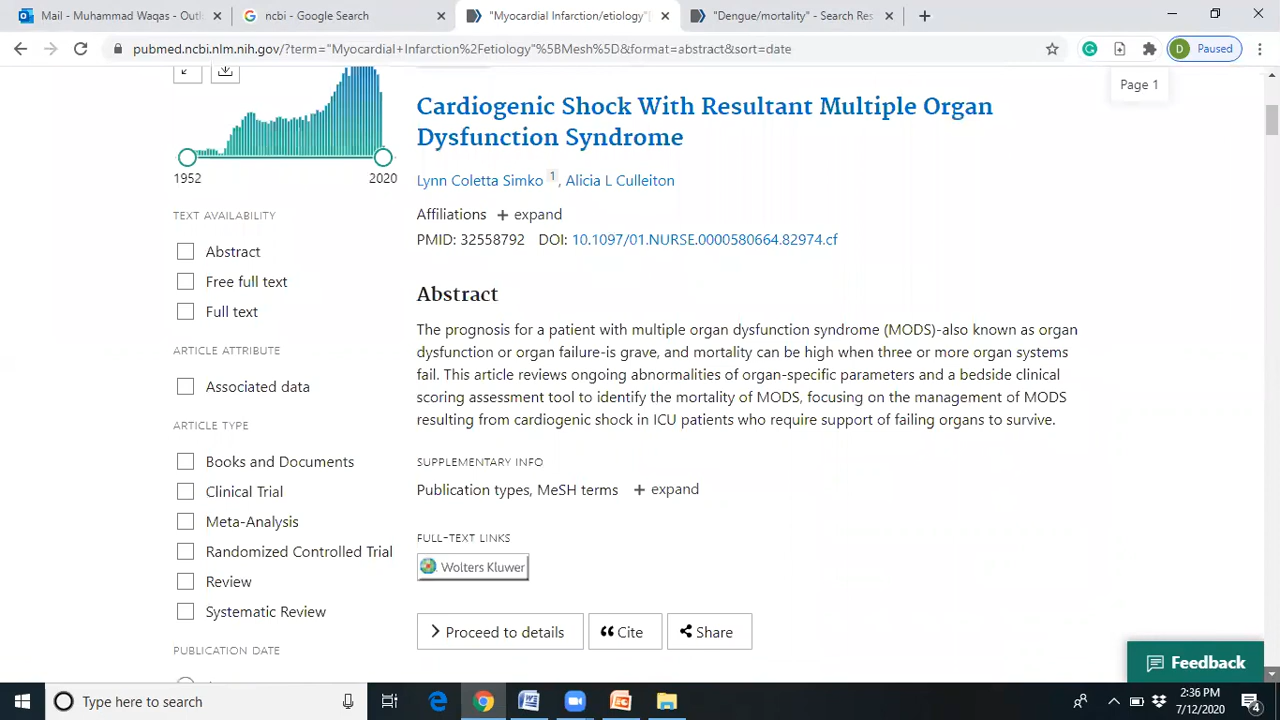 Mail - Muhammad Waqas - Outl
ncbi - Google Search
"Myocardial Infarction/etiology"[
"Dengue/mortality" - Search Res
pubmed.ncbi.nlm.nih.gov/?term="Myocardial+Infarction%2Fetiology"%5BMesh%5D&format=abstract&sort=date
D Paused
Page 1
1952 2020
TEXT AVAILABILITY
Abstract
Free full text
Full text
ARTICLE ATTRIBUTE
Associated data
ARTICLE TYPE
Books and Documents
Clinical Trial
Meta-Analysis
Randomized Controlled Trial
Review
Systematic Review
PUBLICATION DATE
Cardiogenic Shock With Resultant Multiple Organ
Dysfunction Syndrome
Lynn Coletta Simko 1, Alicia L Culleiton
Affiliations + expand
PMID: 32558792 DOI: 10.1097/01.NURSE.0000580664.82974.cf
Abstract
The prognosis for a patient with multiple organ dysfunction syndrome (MODS)-also known as organ
dysfunction or organ failure-is grave, and mortality can be high when three or more organ systems
fail. This article reviews ongoing abnormalities of organ-specific parameters and a bedside clinical
scoring assessment tool to identify the mortality of MODS, focusing on the management of MODS
resulting from cardiogenic shock in ICU patients who require support of failing organs to survive.
SUPPLEMENTARY INFO
Publication types, MeSH terms + expand
FULL-TEXT LINKS
Wolters Kluwer
Proceed to details
Cite
Share
Feedback
Type here to search
2:36 PM
7/12/2020
4